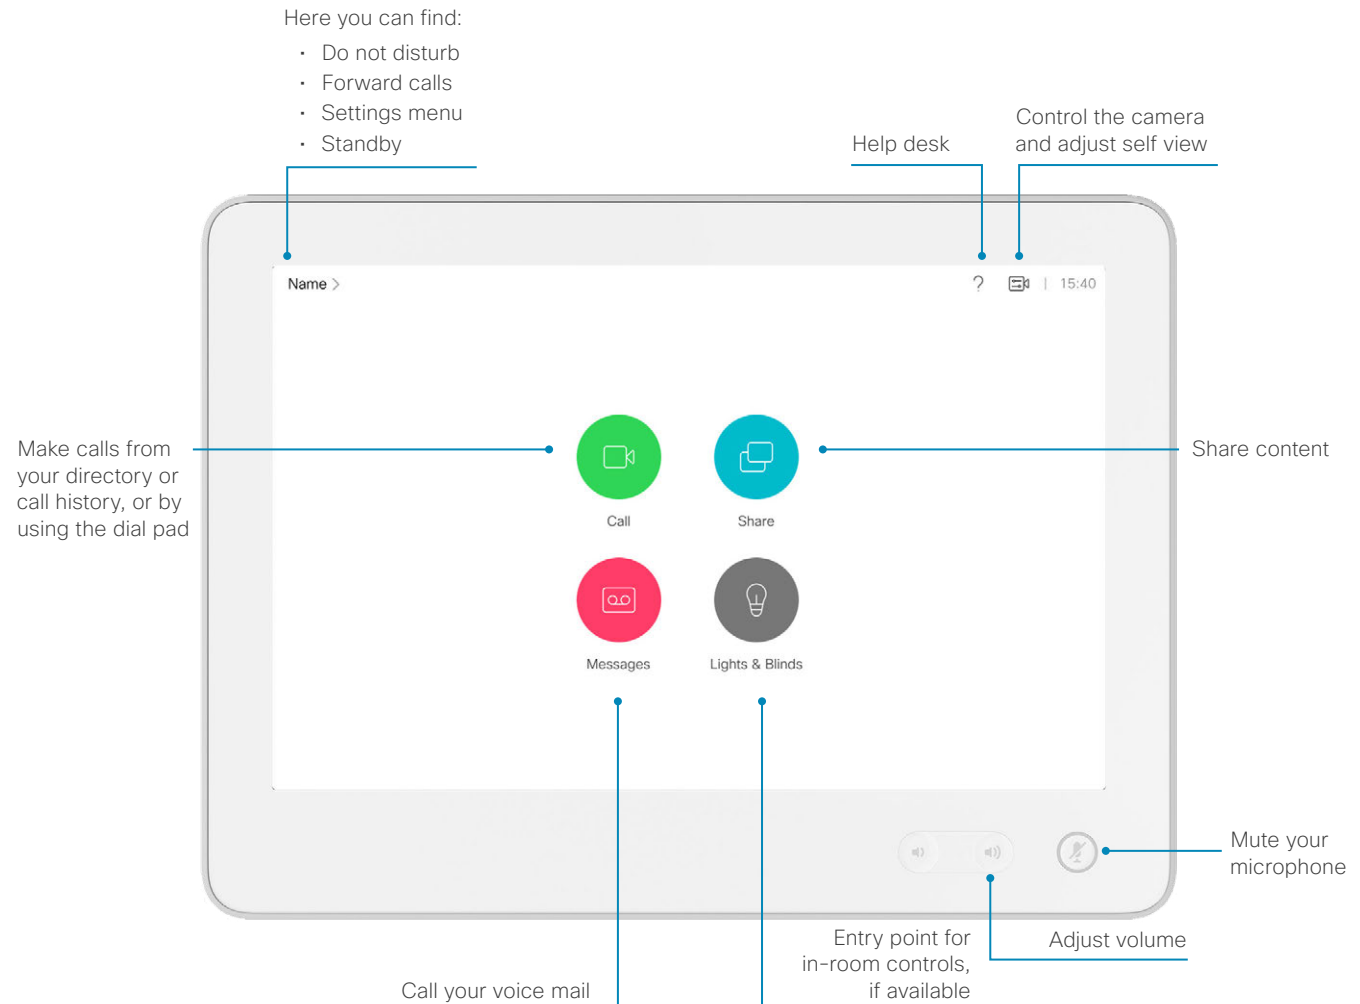 Here you can find:
• Do not disturb
• Forward calls
• Settings menu
• Standby
Help desk
Control the camera
and adjust self view
Name >
?
15:40
Make calls from
your directory or
call history, or by
using the dial pad
Share content
Call
Share
Messages
Lights & Blinds
Mute your
microphone
Adjust volume
Entry point for
in-room controls,
if available
Call your voice mail